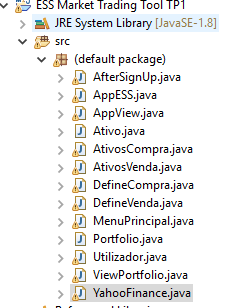 ESS Market Trading Tool TP1
JRE System Library [JavaSE-1.8]
src
(default package)
AfterSignUp.java
AppESS.java
AppView.java
Ativo.java
AtivosCompra.java
AtivosVenda.java
DefineCompra.java
DefineVenda.java
MenuPrincipal.java
Portfolio.java
Utilizador.java
ViewPortfolio.java
YahooFinance.java